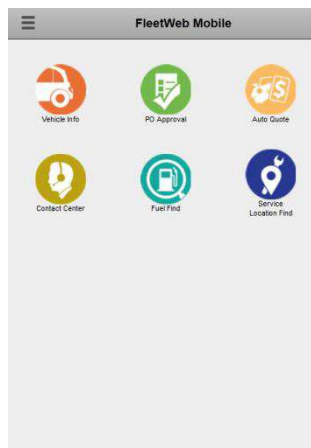 FleetWeb Mobile
Vehicle Info
PO Approval
Auto Quote
Contact Center
Fuel Find
Service
Location Find